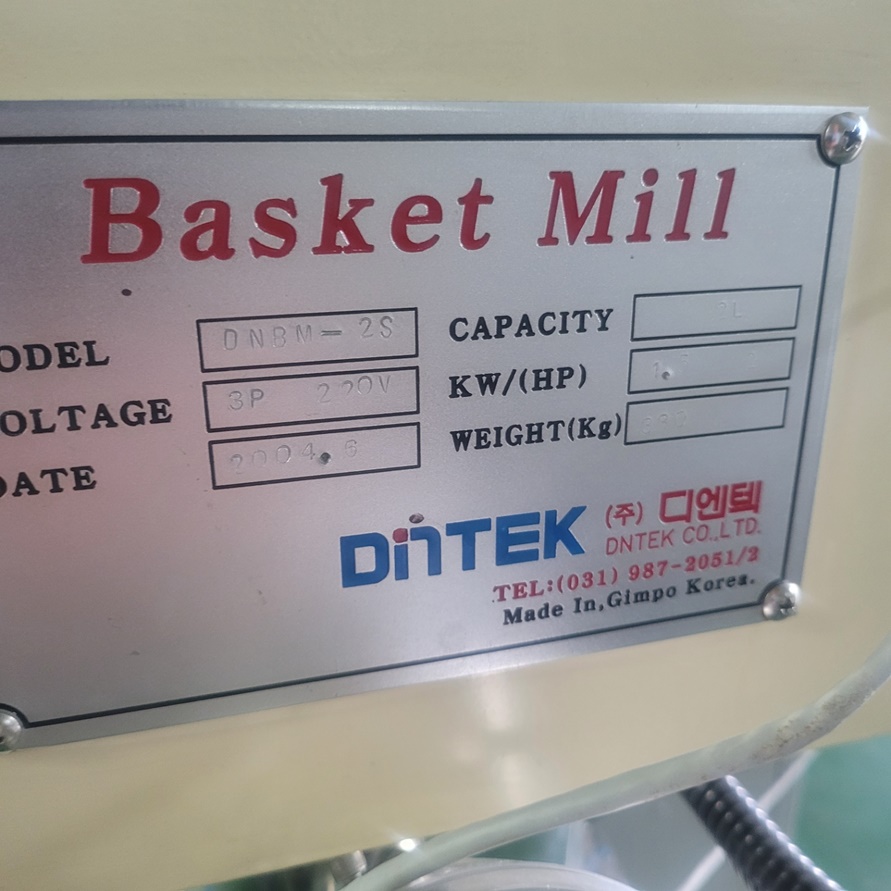 Basket Mill
ODEL DNBM-2S
OLTAGE 3P 220V
DATE 2004.6
CAPACITY
KW/(HP)
WEIGHT(Kg)
DNTEK (주) 디엔텍
DNTEK CO.,LTD.
TEL:(031) 987-2051/2
Made In,Gimpo Korea.